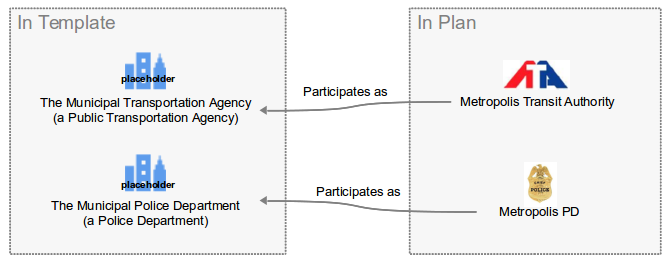 In Template
In Plan
placeholder
The Municipal Transportation Agency
(a Public Transportation Agency)
Participates as
Metropolis Transit Authority
placeholder
The Municipal Police Department
(a Police Department)
Participates as
POLICE
Metropolis PD